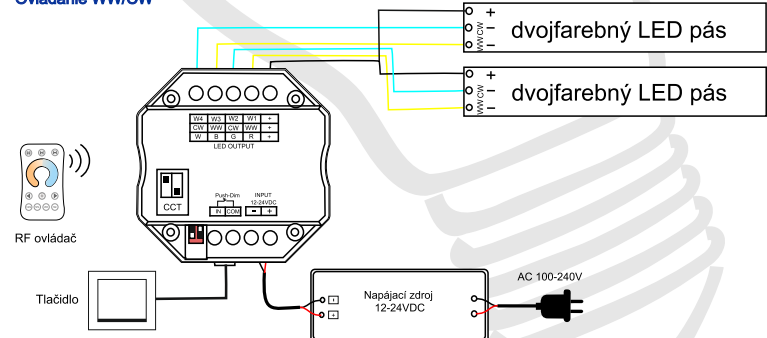 Ovládanie WW/CW
+
CW −
WW −
dvojfarebný LED pás
+
CW −
WW −
dvojfarebný LED pás
W4 W3 W2 W1 +
CW WW CW WW +
W B G R +
LED OUTPUT
CCT
Push-Dim
IN COM
INPUT
12-24VDC
− +
RF ovládač
Tlačidlo
Napájací zdroj
12-24VDC
AC 100-240V